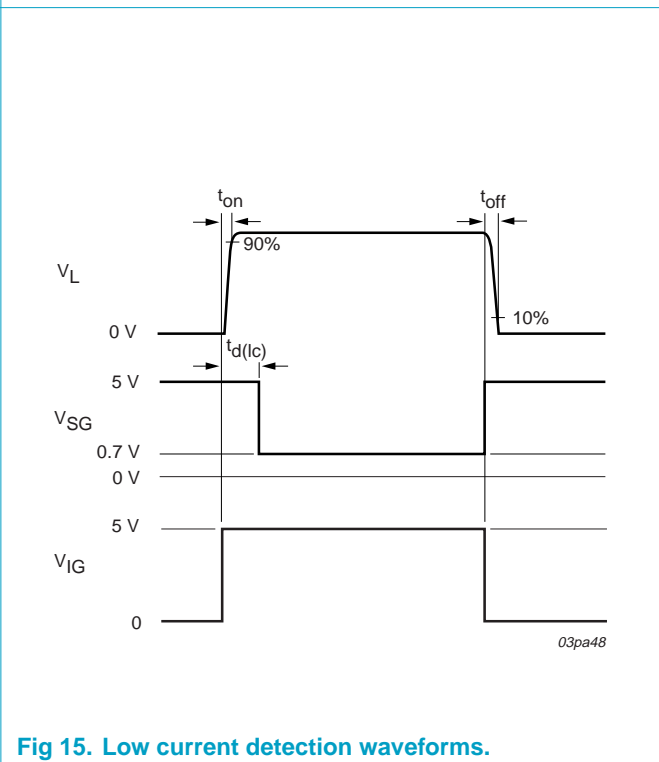 ton
toff
90%
VL
10%
0 V
td(lc)
5 V
VSG
0.7 V
0 V
5 V
VIG
0
03pa48
Fig 15. Low current detection waveforms.